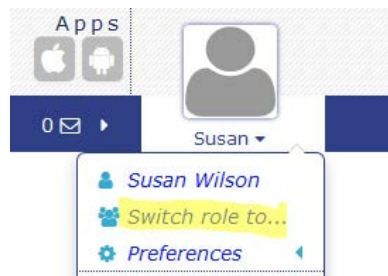 Apps
0
Susan
Susan Wilson
Switch role to...
Preferences